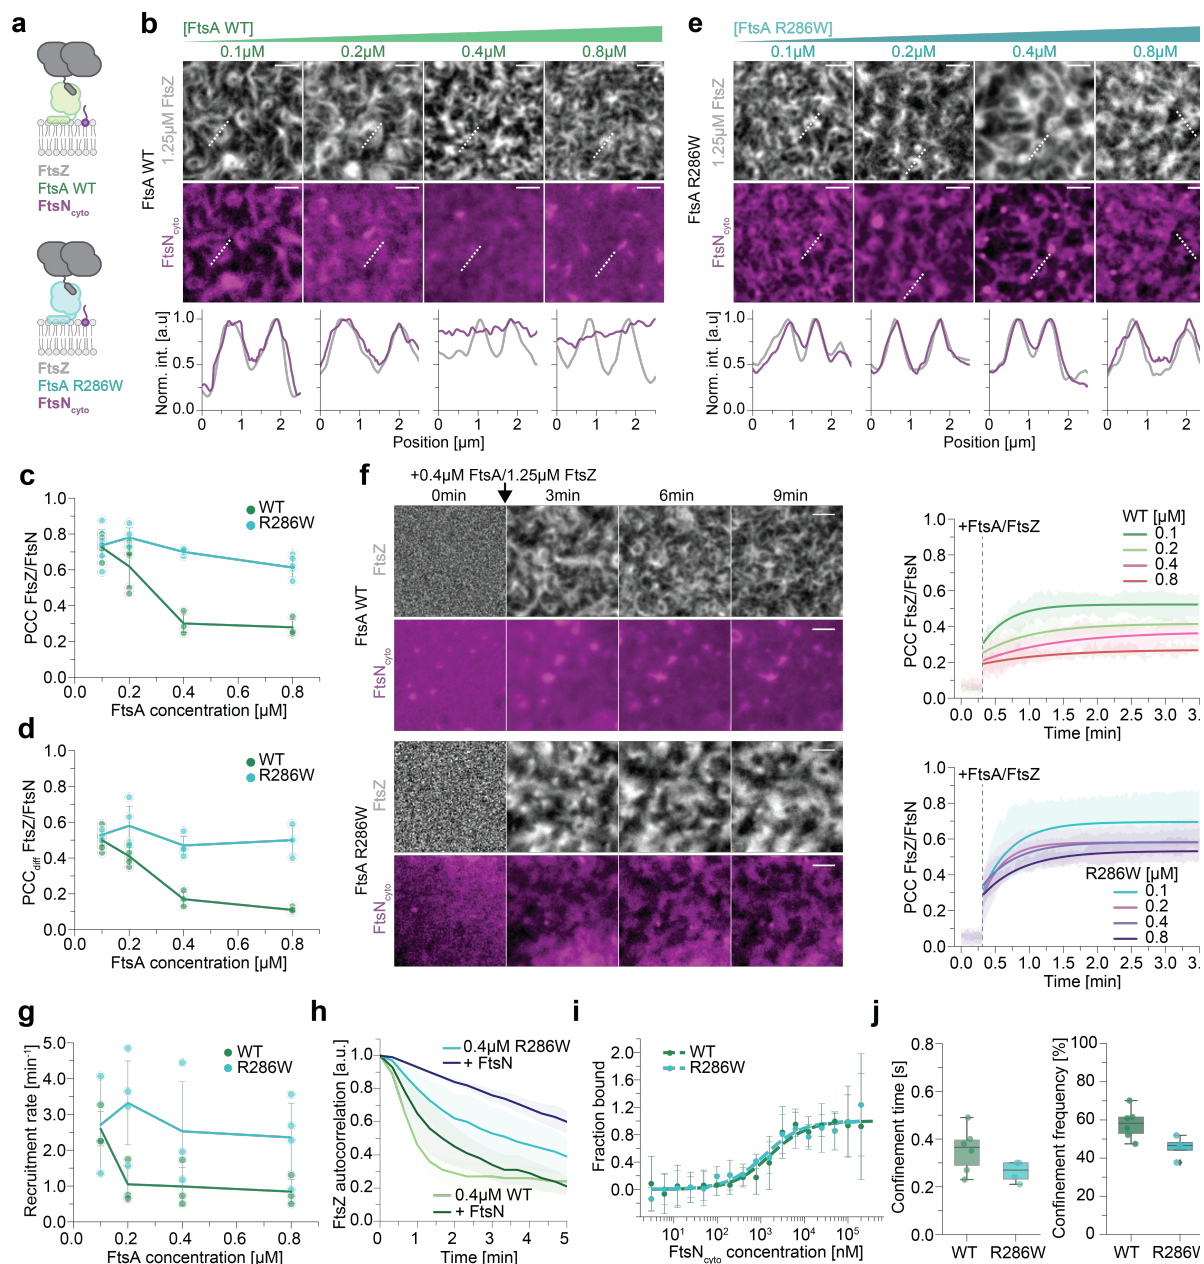 a
FtsZ
FtsA WT
FtsNcyto
FtsZ
FtsA R286W
FtsNcyto
b
[FtsA WT]
0.1µM 0.2µM 0.4µM 0.8µM
1.25µM FtsZ
FtsA WT
FtsNcyto
Norm. int. [a.u]
1.0
0.5
0.0
0 1 2 0 1 2 0 1 2 0 1 2
Position [µm]
e
[FtsA R286W]
0.1µM 0.2µM 0.4µM 0.8µM
1.25µM FtsZ
FtsA R286W
FtsNcyto
Norm. int. [a.u]
1.0
0.5
0.0
0 1 2 0 1 2 0 1 2 0 1 2
Position [µm]
c
PCC FtsZ/FtsN
1.0
0.8
0.6
0.4
0.2
0.0
WT
R286W
0.0 0.2 0.4 0.6 0.8
FtsA concentration [µM]
d
PCCdiff FtsZ/FtsN
1.0
0.8
0.6
0.4
0.2
0.0
WT
R286W
0.0 0.2 0.4 0.6 0.8
FtsA concentration [µM]
f
+0.4µM FtsA/1.25µM FtsZ
0min 3min 6min 9min
FtsA WT
FtsZ
FtsNcyto
FtsA R286W
FtsZ
FtsNcyto
PCC FtsZ/FtsN
1.0
0.8
0.6
0.4
0.2
0.0
+FtsA/FtsZ
WT [µM]
0.1
0.2
0.4
0.8
0.0 0.5 1.0 1.5 2.0 2.5 3.0 3.
Time [min]
PCC FtsZ/FtsN
1.0
0.8
0.6
0.4
0.2
0.0
+FtsA/FtsZ
R286W [µM]
0.1
0.2
0.4
0.8
0.0 0.5 1.0 1.5 2.0 2.5 3.0 3.
Time [min]
g
Recruitment rate [min⁻¹]
5.0
4.0
3.0
2.0
1.0
0.0
WT
R286W
0.0 0.2 0.4 0.6 0.8
FtsA concentration [µM]
h
FtsZ autocorrelation [a.u.]
1.0
0.8
0.6
0.4
0.2
0.0
0.4µM R286W
+ FtsN
0.4µM WT
+ FtsN
0 1 2 3 4 5
Time [min]
i
Fraction bound
2.0
1.6
1.2
0.8
0.4
0.0
WT
R286W
10¹ 10² 10³ 10⁴ 10⁵
FtsNcyto concentration [nM]
j
Confinement time [s]
0.8
0.6
0.4
0.2
0.0
WT R286W
Confinement frequency [%]
100
80
60
40
20
0
WT R286W